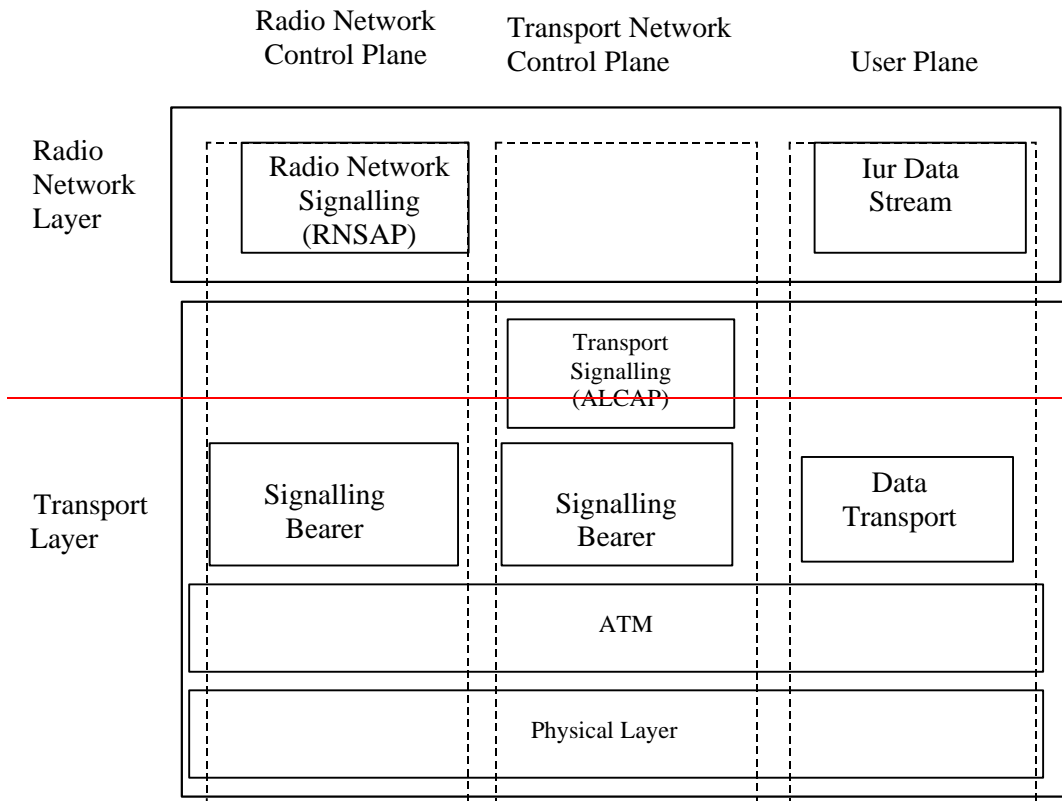 Radio Network
Control Plane
Transport Network
Control Plane
User Plane
Radio
Network
Layer
Radio Network
Signalling
(RNSAP)
Iur Data
Stream
Transport
Signalling
(ALCAP)
Transport
Layer
Signalling
Bearer
Signalling
Bearer
Data
Transport
ATM
Physical Layer